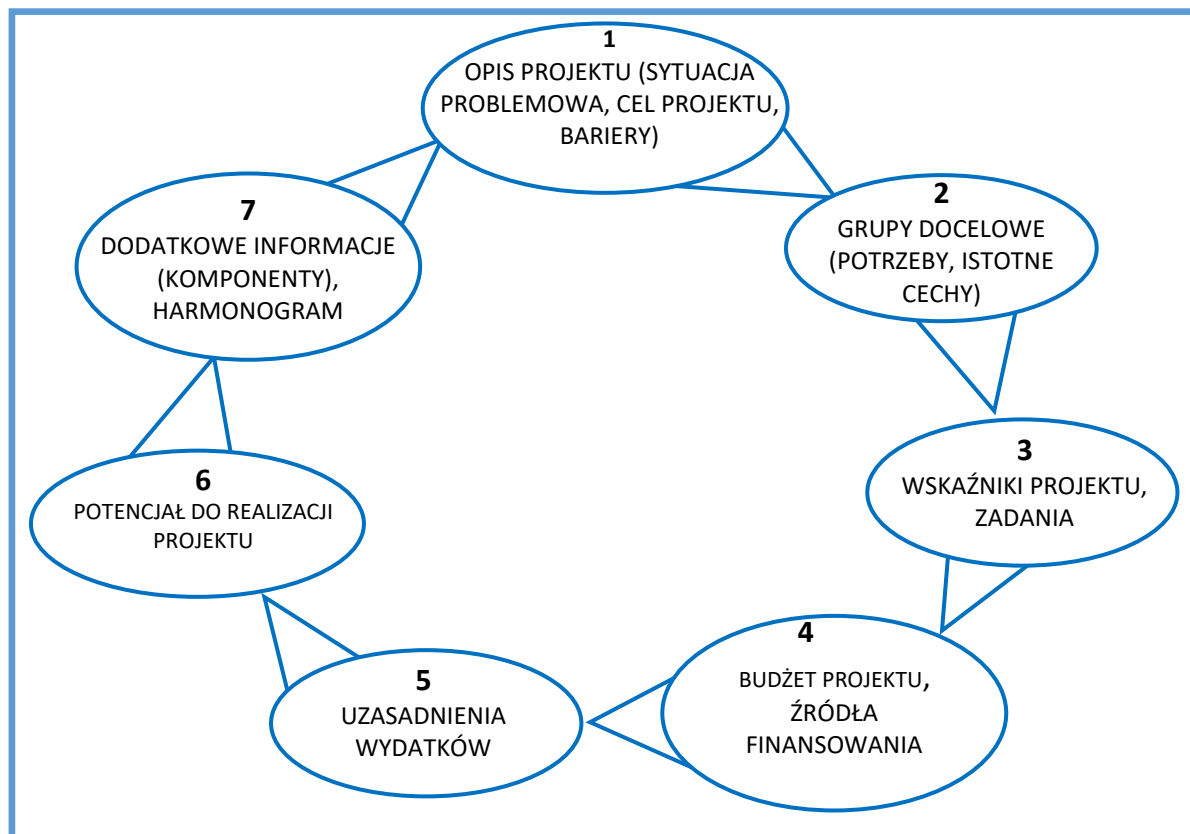 1
OPIS PROJEKTU (SYTUACJA
PROBLEMOWA, CEL PROJEKTU,
BARIERY)
2
GRUPY DOCELOWE
(POTRZEBY, ISTOTNE
CECHY)
3
WSKAŹNIKI PROJEKTU,
ZADANIA
4
BUDŻET PROJEKTU,
ŹRÓDŁA
FINANSOWANIA
5
UZASADNIENIA
WYDATKÓW
6
POTENCJAŁ DO REALIZACJI
PROJEKTU
7
DODATKOWE INFORMACJE
(KOMPONENTY),
HARMONOGRAM